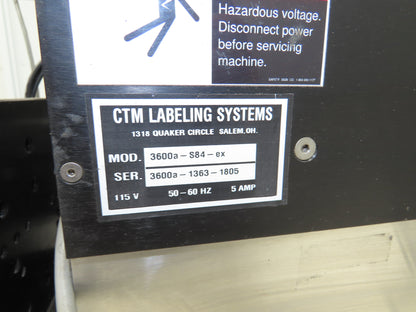 Hazardous voltage.
Disconnect power
before servicing
machine.
CTM LABELING SYSTEMS
1318 QUAKER CIRCLE SALEM, OH.
MOD. 3600a-S84-ex
SER. 3600a-1363-1805
115 V 50-60 HZ 5 AMP